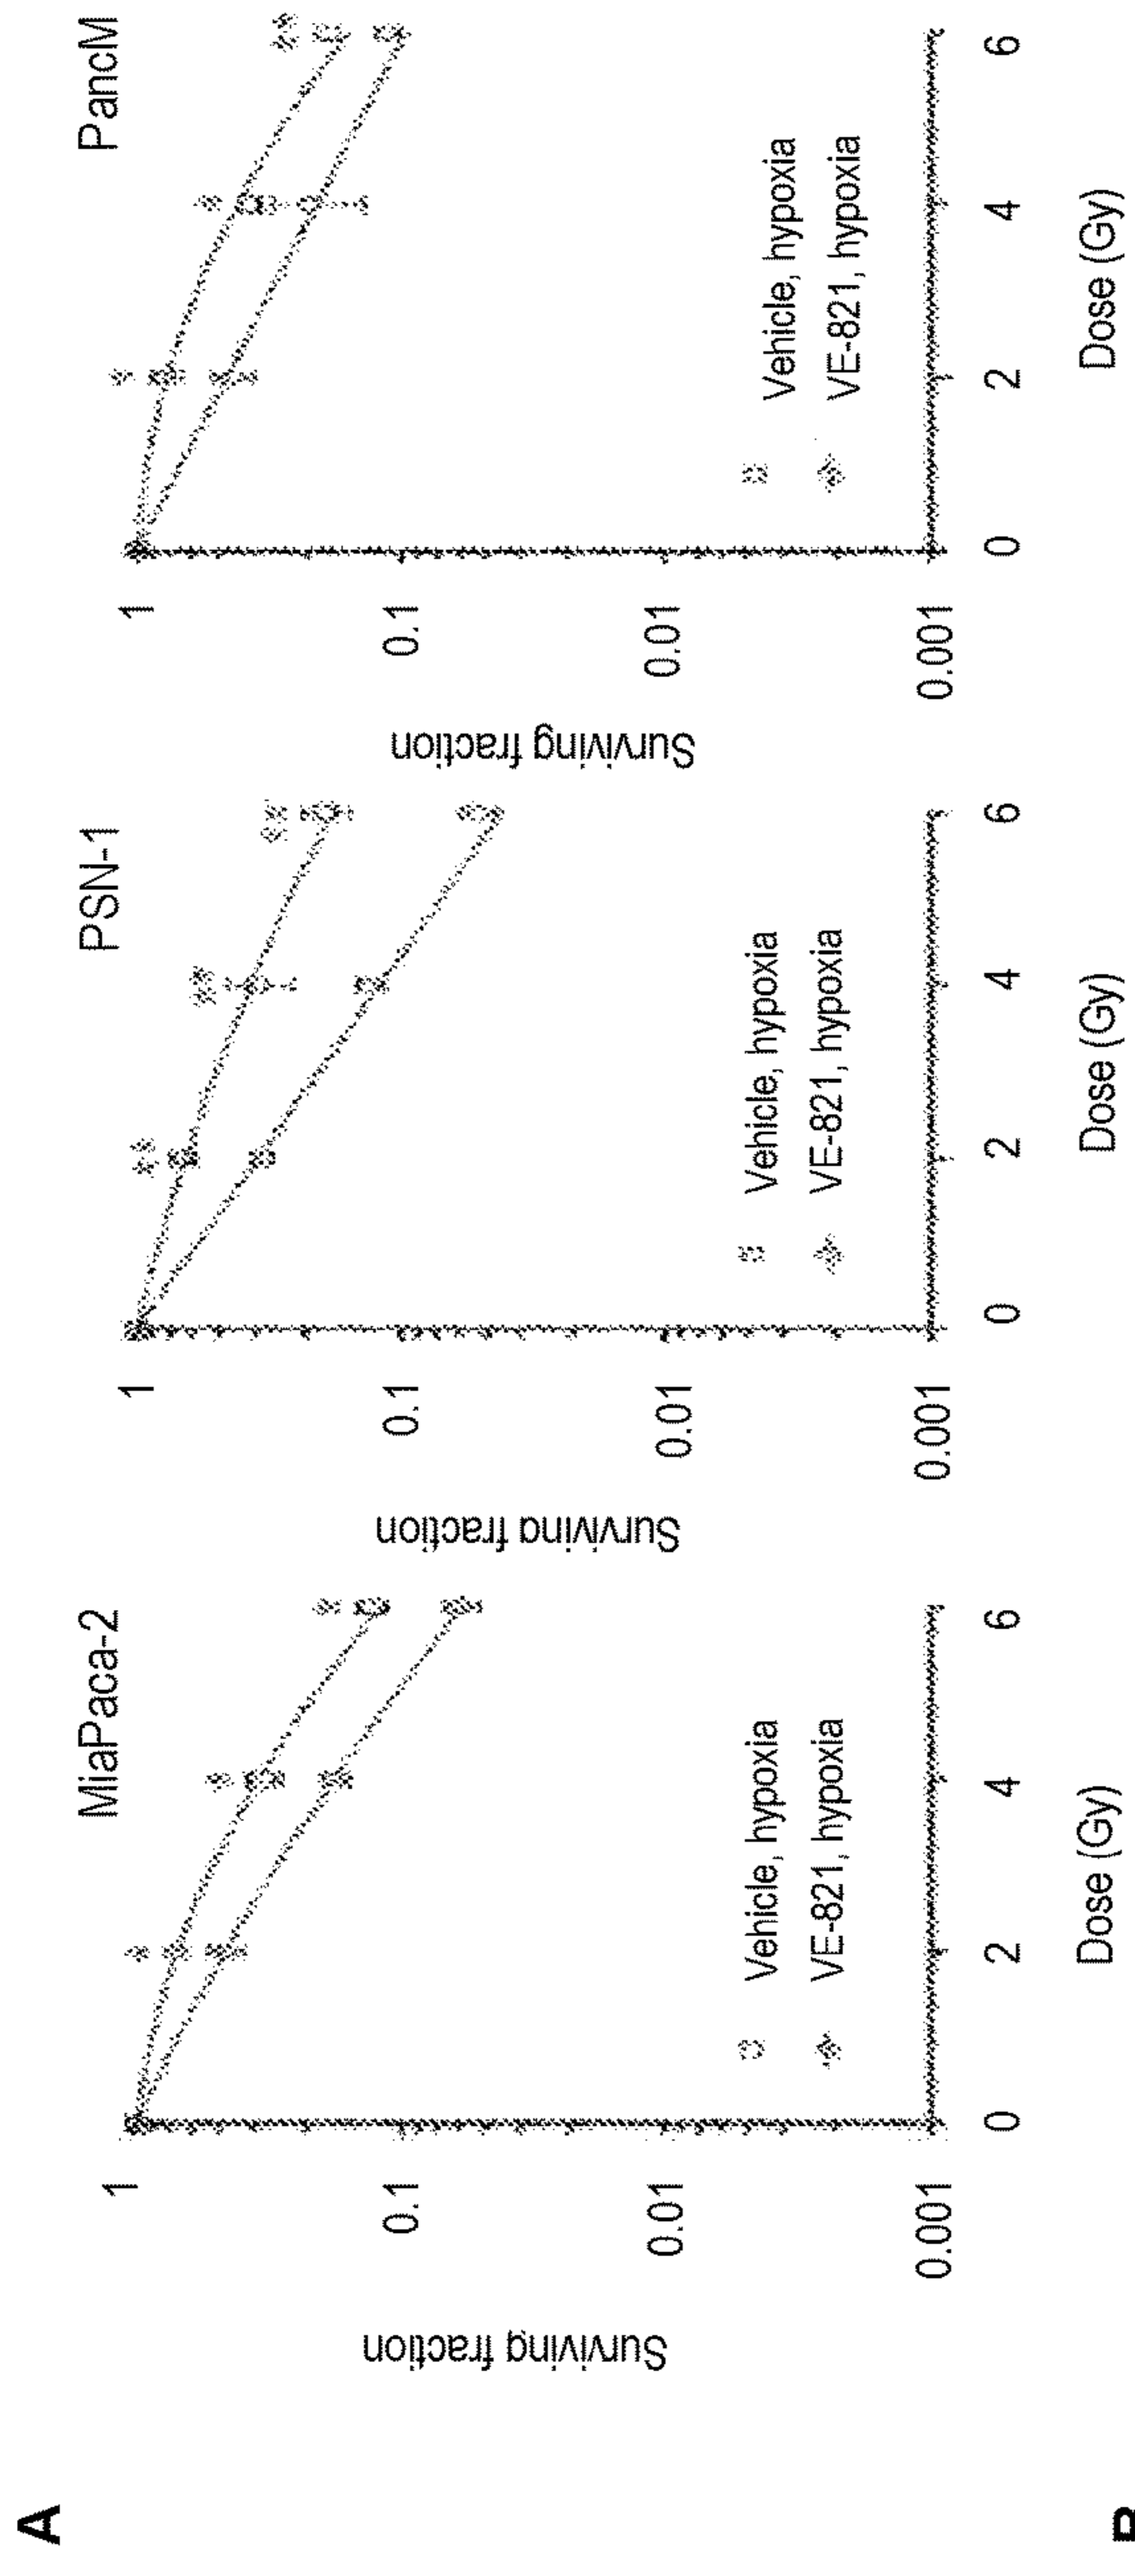 A
MiaPaca-2
Surviving fraction
1
0.1
0.01
0.001
Vehicle, hypoxia
VE-821, hypoxia
0 2 4 6
Dose (Gy)
PSN-1
Surviving fraction
1
0.1
0.01
0.001
Vehicle, hypoxia
VE-821, hypoxia
0 2 4 6
Dose (Gy)
PancM
Surviving fraction
1
0.1
0.01
0.001
Vehicle, hypoxia
VE-821, hypoxia
0 2 4 6
Dose (Gy)